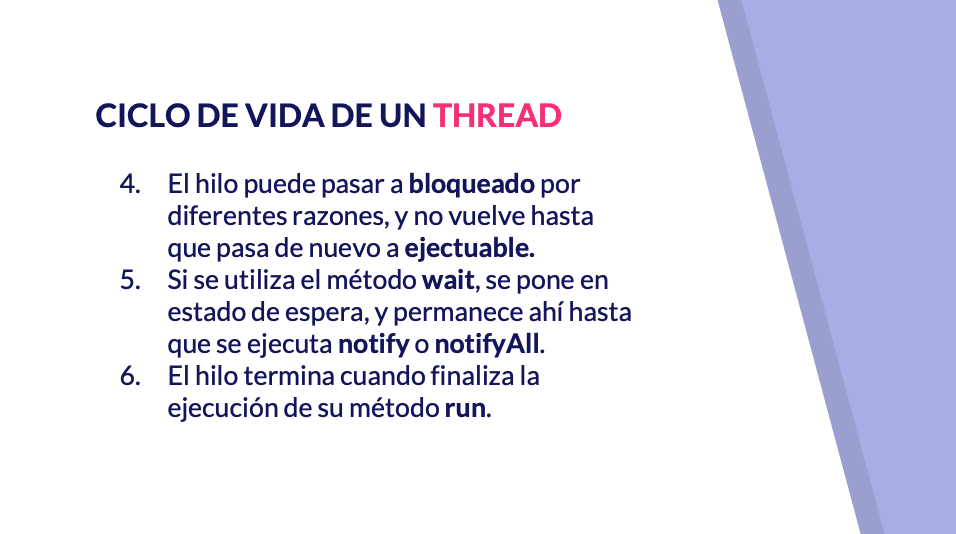 CICLO DE VIDA DE UN THREAD
4. El hilo puede pasar a bloqueado por
diferentes razones, y no vuelve hasta
que pasa de nuevo a ejectuable.
5. Si se utiliza el método wait, se pone en
estado de espera, y permanece ahí hasta
que se ejecuta notify o notifyAll.
6. El hilo termina cuando finaliza la
ejecución de su método run.